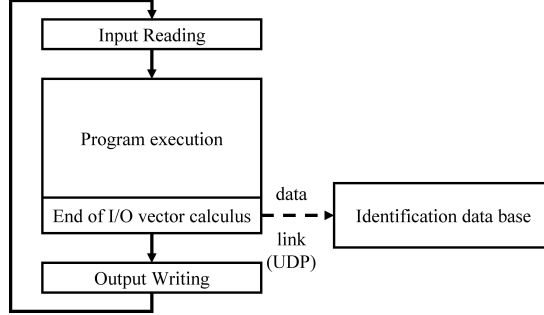 Input Reading
Program execution
End of I/O vector calculus
data
link
(UDP)
Identification data base
Output Writing